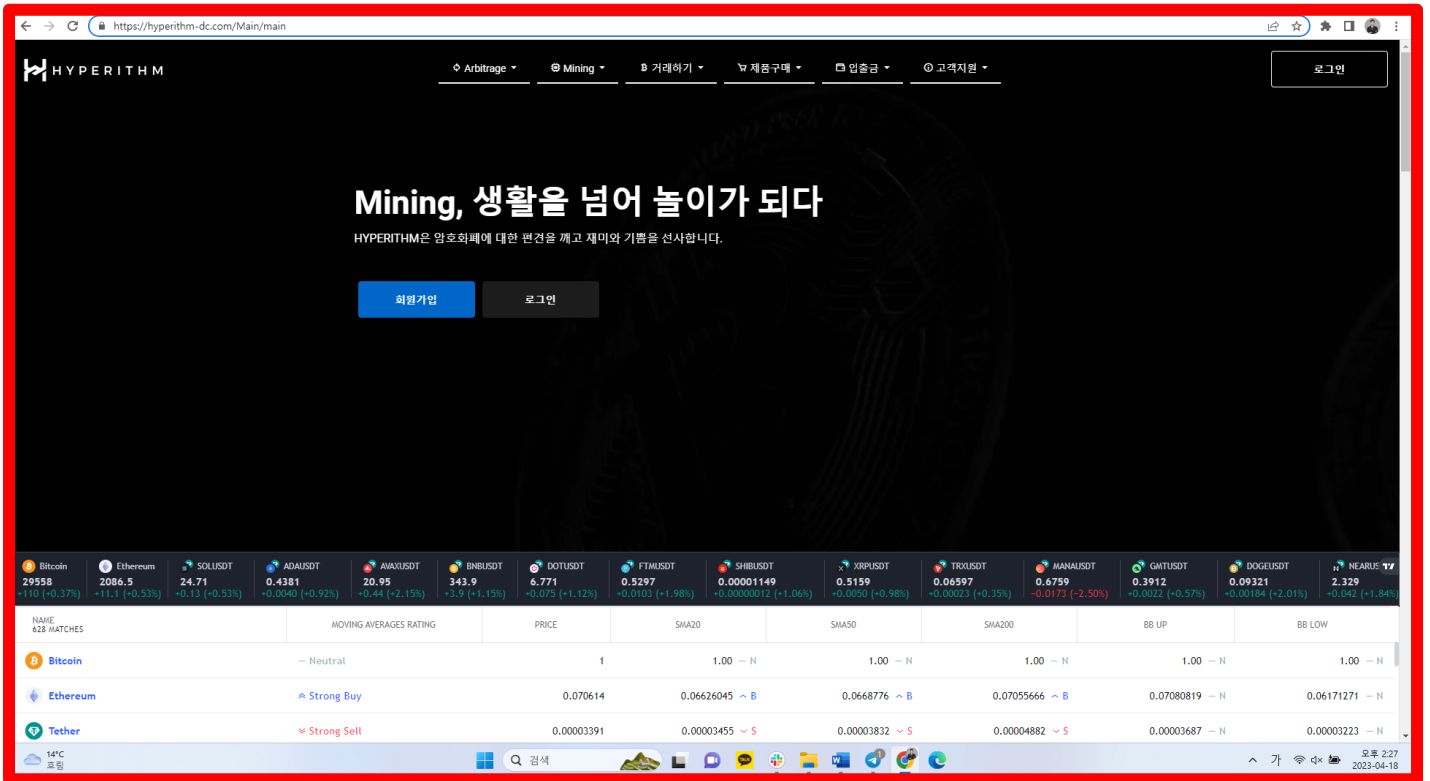 https://hyperithm-dc.com/Main/main
HYPERITHM
Arbitrage
Mining
거래하기
제품구매
입출금
고객지원
로그인
Mining, 생활을 넘어 놀이가 되다
HYPERITHM은 암호화폐에 대한 편견을 깨고 재미와 기쁨을 선사합니다.
회원가입 로그인
Bitcoin Ethereum SOLUSDT ADAUSDT AVAXUSDT BNBUSDT DOTUSDT FTMUSDT SHIBUSDT XRPUSDT TRXUSDT MANAUSDT GMTUSDT DOGEUSDT NEARUS
29558 2086.5 24.71 0.4381 20.95 343.9 6.771 0.5297 0.00001149 0.5159 0.06597 0.6759 0.3912 0.09321 2.329
+110 (+0.37%) +11.1 (+0.53%) +0.13 (+0.53%) +0.0040 (+0.92%) +0.44 (+2.15%) +3.9 (+1.15%) +0.075 (+1.12%) +0.0103 (+1.98%) +0.00000012 (+1.06%) +0.0050 (+0.98%) +0.00023 (+0.35%) −0.0173 (−2.50%) +0.0022 (+0.57%) +0.00184 (+2.01%) +0.042 (+1.84%)
NAME MOVING AVERAGES RATING PRICE SMA20 SMA50 SMA200 BB UP BB LOW
628 MATCHES
Bitcoin — Neutral 1 1.00 — N 1.00 — N 1.00 — N 1.00 — N 1.00 — N
Ethereum Strong Buy 0.070614 0.06626045 B 0.0668776 B 0.07055666 B 0.07080819 — N 0.06171271 — N
Tether Strong Sell 0.00003391 0.00003455 S 0.00003832 S 0.00004882 S 0.00003687 — N 0.00003223 — N
14°C
흐림
검색
가
오후 2:27
2023-04-18